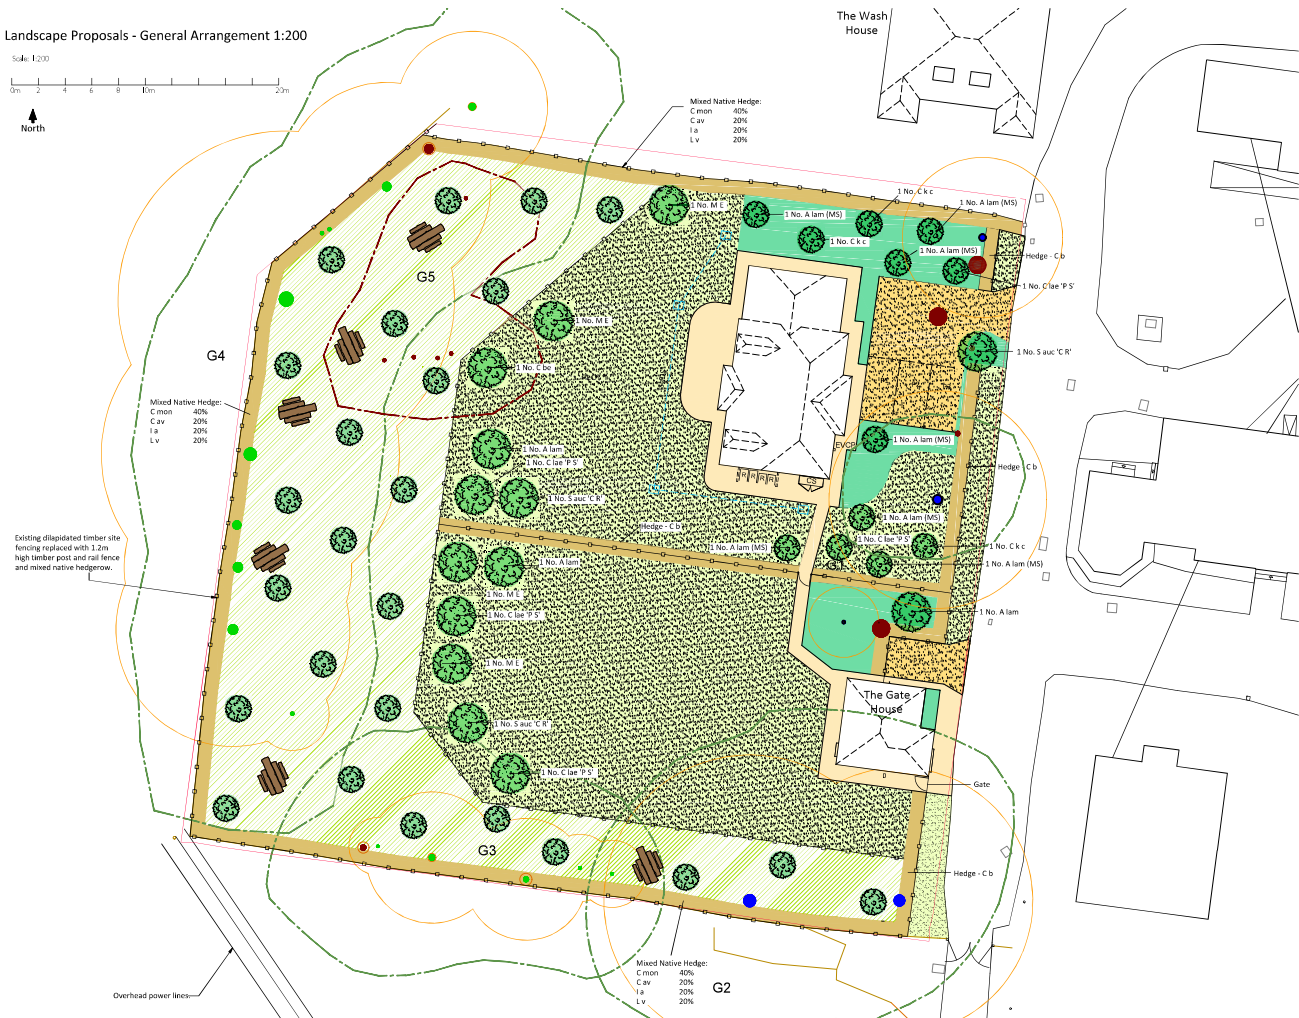 Landscape Proposals - General Arrangement 1:200
Scale: 1:200
0m 2 4 6 8 10m 20m
North
The Wash
House
Mixed Native Hedge:
C mon 40%
C av 20%
I a 20%
L v 20%
1 No. C k c
1 No. A lam (MS)
1 No. M E
1 No. A lam (MS)
1 No. C k c
1 No. A lam (MS)
Hedge - C b
1 No. C lae 'P S'
G5
1 No. M E
G4
1 No. S auc 'C R'
1 No. C be
Mixed Native Hedge:
C mon 40%
C av 20%
I a 20%
L v 20%
1 No. A lam
1 No. C lae 'P S'
1 No. A lam (MS)
EVCP
Hedge - C b
R R R R
CS
1 No. S auc 'C R'
1 No. A lam (MS)
Hedge - C b
Existing dilapidated timber site
fencing replaced with 1.2m
high timber post and rail fence
and mixed native hedgerow.
1 No. A lam (MS)
1 No. C lae 'P S'
1 No. C k c
1 No. A lam
1 No. A lam (MS)
G1
1 No. M E
1 No. C lae 'P S'
1 No. A lam
1 No. M E
The Gate
House
1 No. S auc 'C R'
1 No. C lae 'P S'
Gate
G3
Hedge - C b
Mixed Native Hedge:
C mon 40%
C av 20%
I a 20%
L v 20%
G2
Overhead power lines